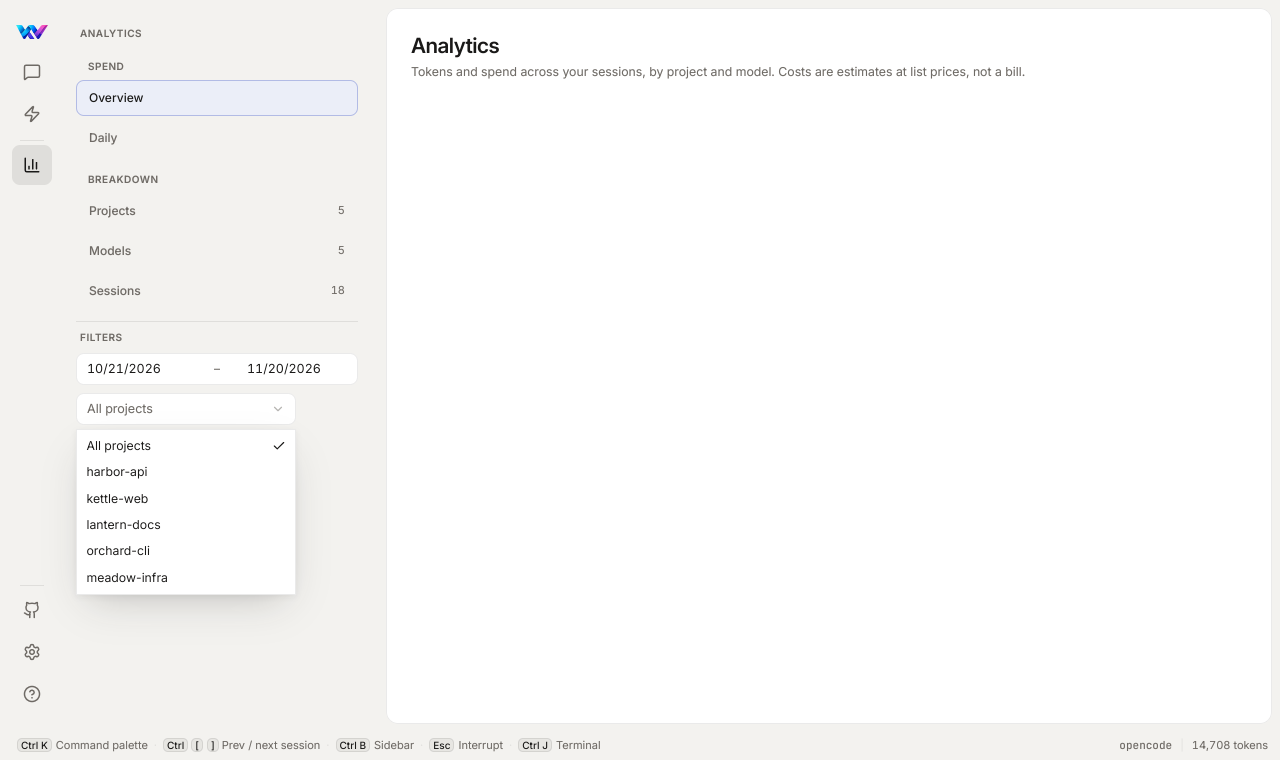 ANALYTICS
SPEND
Overview
Daily
BREAKDOWN
Projects 5
Models 5
Sessions 18
FILTERS
10/21/2026 – 11/20/2026
All projects
All projects
harbor-api
kettle-web
lantern-docs
orchard-cli
meadow-infra
Analytics
Tokens and spend across your sessions, by project and model. Costs are estimates at list prices, not a bill.
Ctrl K Command palette Ctrl [ ] Prev / next session Ctrl B Sidebar Esc Interrupt Ctrl J Terminal
opencode 14,708 tokens